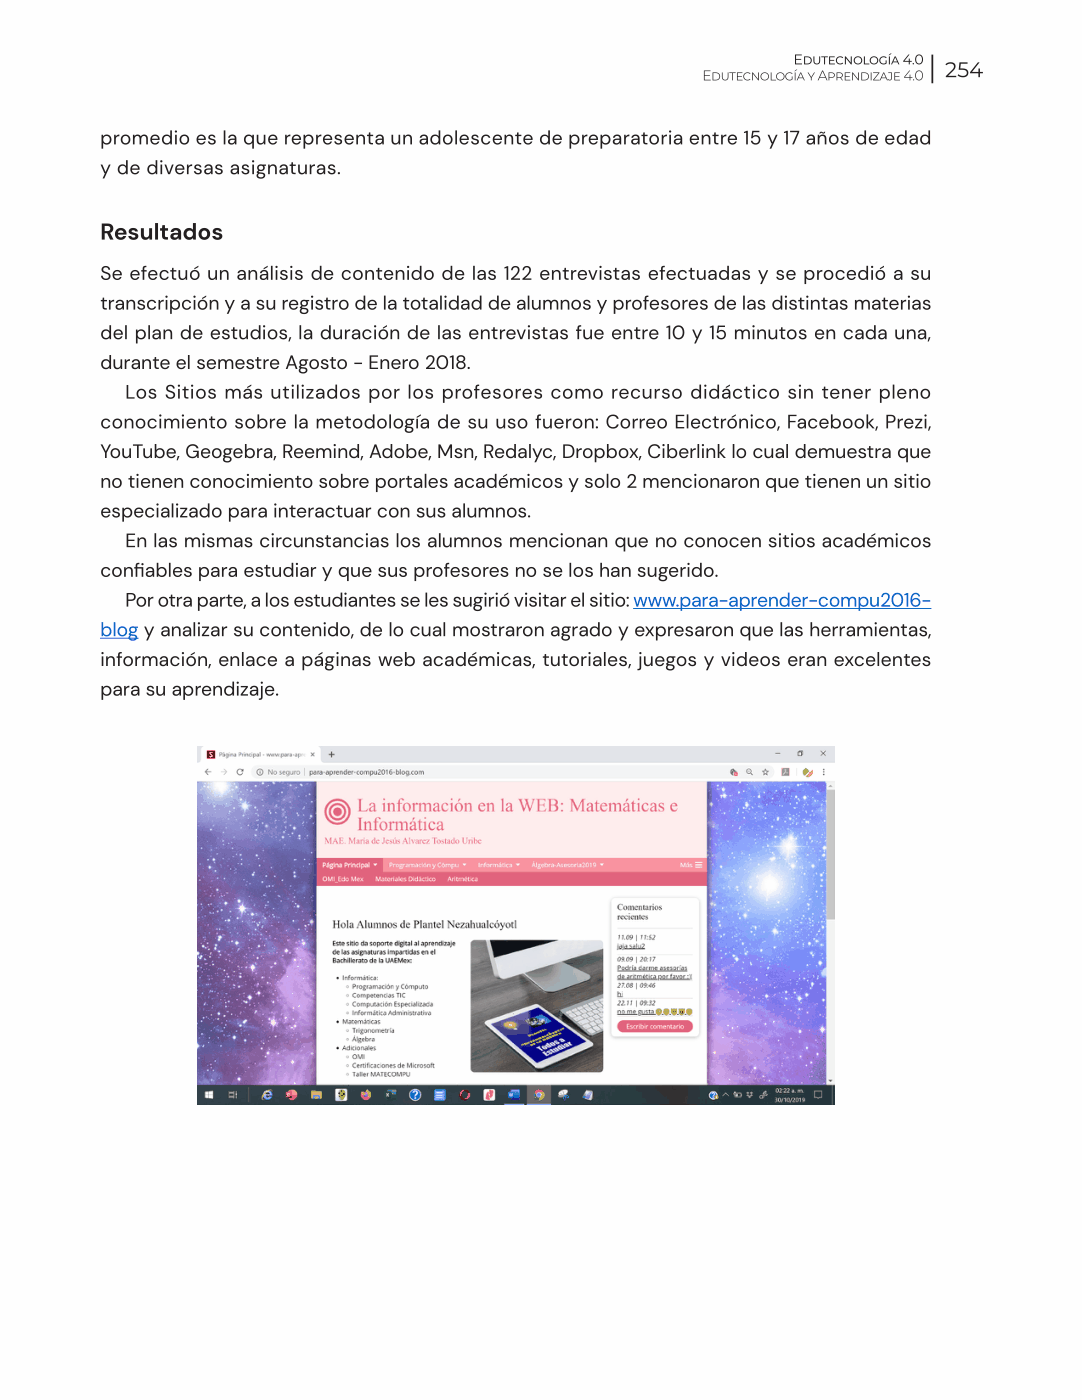 Edutecnología 4.0
Edutecnología y Aprendizaje 4.0
254
promedio es la que representa un adolescente de preparatoria entre 15 y 17 años de edad
y de diversas asignaturas.
Resultados
Se efectuó un análisis de contenido de las 122 entrevistas efectuadas y se procedió a su
transcripción y a su registro de la totalidad de alumnos y profesores de las distintas materias
del plan de estudios, la duración de las entrevistas fue entre 10 y 15 minutos en cada una,
durante el semestre Agosto - Enero 2018.
Los Sitios más utilizados por los profesores como recurso didáctico sin tener pleno
conocimiento sobre la metodología de su uso fueron: Correo Electrónico, Facebook, Prezi,
YouTube, Geogebra, Reemind, Adobe, Msn, Redalyc, Dropbox, Ciberlink lo cual demuestra que
no tienen conocimiento sobre portales académicos y solo 2 mencionaron que tienen un sitio
especializado para interactuar con sus alumnos.
En las mismas circunstancias los alumnos mencionan que no conocen sitios académicos
confiables para estudiar y que sus profesores no se los han sugerido.
Por otra parte, a los estudiantes se les sugirió visitar el sitio: www.para-aprender-compu2016-
blog y analizar su contenido, de lo cual mostraron agrado y expresaron que las herramientas,
información, enlace a páginas web académicas, tutoriales, juegos y videos eran excelentes
para su aprendizaje.
Página Principal - www.para-apr
No seguro | para-aprender-compu2016-blog.com
La información en la WEB: Matemáticas e
Informática
MAE. María de Jesús Alvarez Tostado Uribe
Página Principal Programación y Cómpu Informática Álgebra-Asesoría2019 Más
OMI_Edo Mex Materiales Didáctico Aritmética
Hola Alumnos de Plantel Nezahualcóyotl
Este sitio da soporte digital al aprendizaje
de las asignaturas impartidas en el
Bachillerato de la UAEMex:
Informática:
Programación y Cómputo
Competencias TIC
Computación Especializada
Informática Administrativa
Matemáticas
Trigonometría
Álgebra
Adicionales
OMI
Certificaciones de Microsoft
Taller MATECOMPU
Todos a
Estudiar
Comentarios
recientes
11.09 | 11:52
jaja salu2
09.09 | 20:17
Podría darme asesorías
de aritmética por favor :;)
27.08 | 09:46
h:
22.11 | 09:32
no me gusta
Escribir comentario
02:22 a. m.
30/10/2019